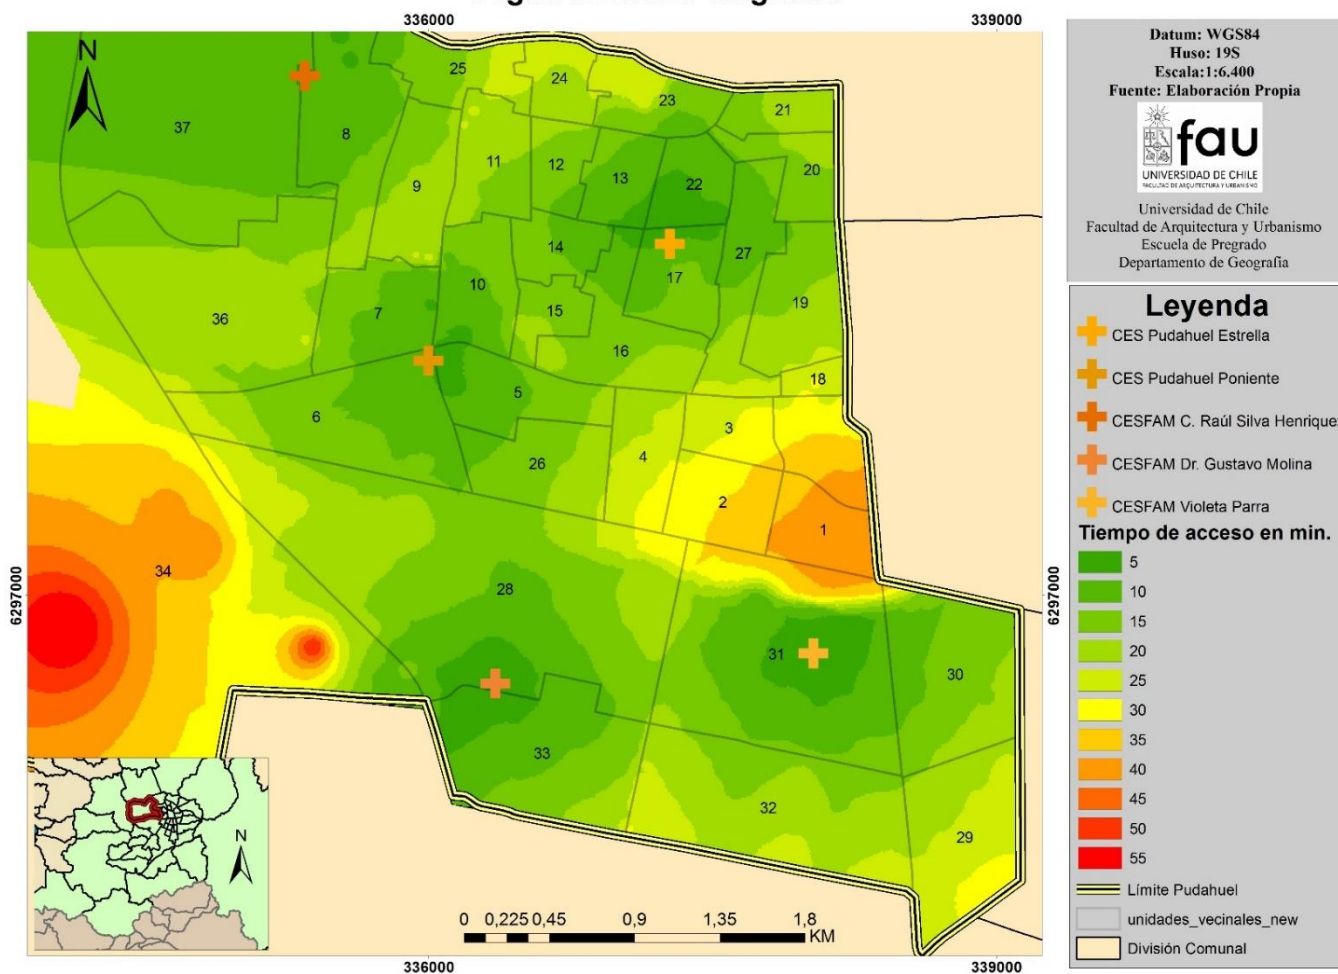 336000
339000
Datum: WGS84
Huso: 19S
Escala:1:6.400
Fuente: Elaboración Propia
fau
UNIVERSIDAD DE CHILE
FACULTAD DE ARQUITECTURA Y URBANISMO
Universidad de Chile
Facultad de Arquitectura y Urbanismo
Escuela de Pregrado
Departamento de Geografía
Leyenda
CES Pudahuel Estrella
CES Pudahuel Poniente
CESFAM C. Raúl Silva Henrique
CESFAM Dr. Gustavo Molina
CESFAM Violeta Parra
Tiempo de acceso en min.
5
10
15
20
25
30
35
40
45
50
55
Límite Pudahuel
unidades_vecinales_new
División Comunal
N
25
24
23
21
37
8
11
12
13
22
20
9
14
27
10
17
7
15
19
36
16
18
5
6
3
26
4
2
1
34
28
31
30
33
32
29
6297000
6297000
N
0 0,225 0,45 0,9 1,35 1,8
KM
336000
339000